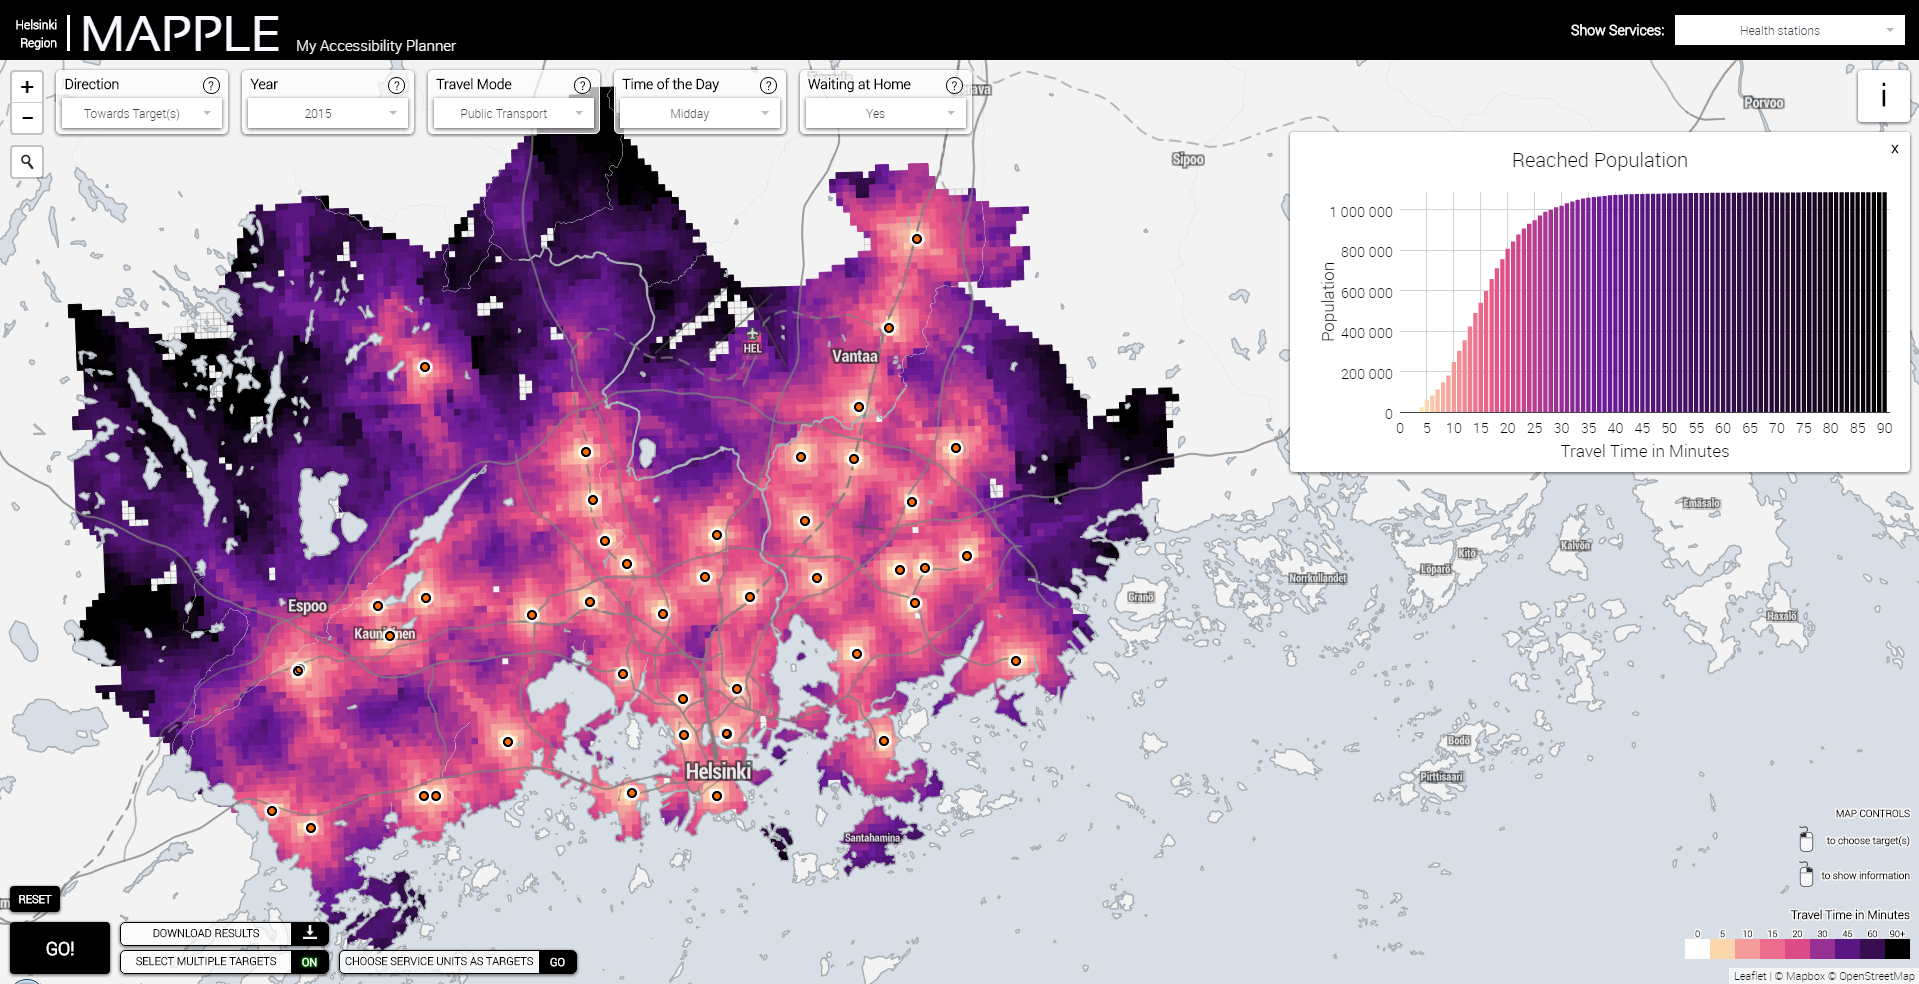 Helsinki
Region
MAPPLE
My Accessibility Planner
Show Services:
Health stations
+
−
Direction
?
Towards Target(s)
Year
?
2015
Travel Mode
?
Public Transport
Time of the Day
?
Midday
Waiting at Home
?
Yes
i
Porvoo
Sipoo
x
Reached Population
Population
1 000 000
800 000
600 000
400 000
200 000
0
0 5 10 15 20 25 30 35 40 45 50 55 60 65 70 75 80 85 90
Travel Time in Minutes
HEL
Vantaa
Espoo
Helsinki
Santahamina
Emäsalo
Kalvön
Kitö
Löparö
Norrkullandet
Granö
Haxalö
Bodö
Pirttisaari
MAP CONTROLS
to choose target(s)
to show information
Travel Time in Minutes
0 5 10 15 20 30 45 60 90+
RESET
GO!
DOWNLOAD RESULTS
SELECT MULTIPLE TARGETS ON
CHOOSE SERVICE UNITS AS TARGETS GO
Leaflet | © Mapbox © OpenStreetMap